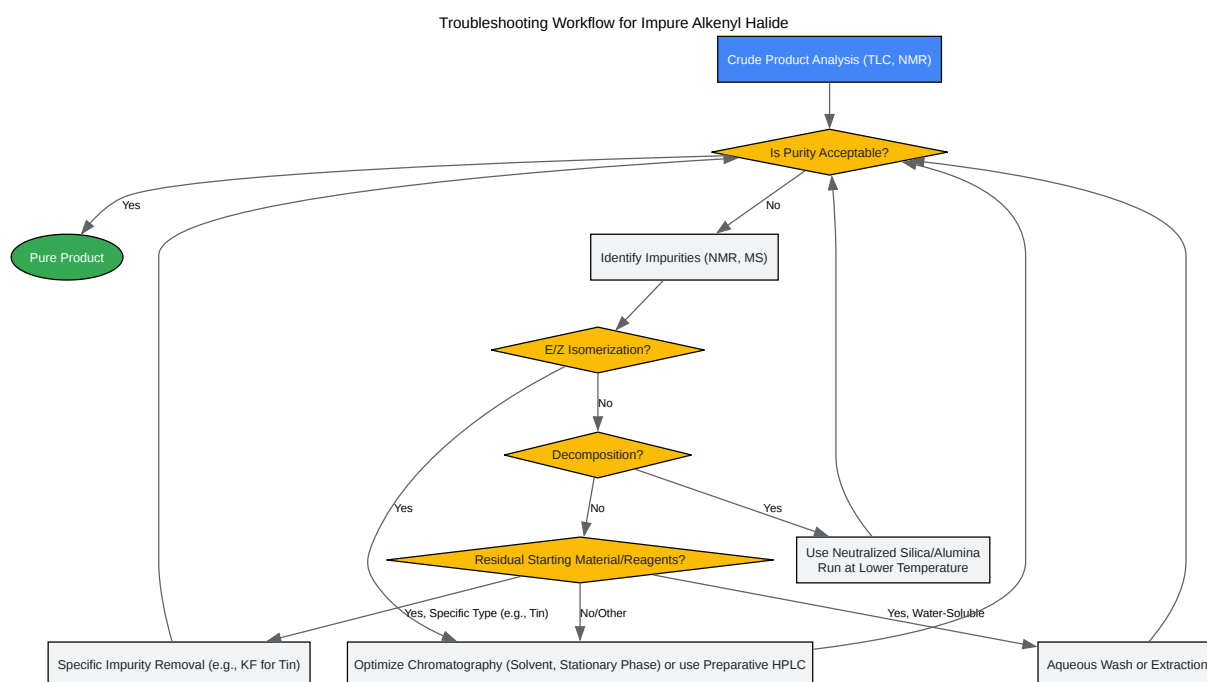 Troubleshooting Workflow for Impure Alkenyl Halide
Crude Product Analysis (TLC, NMR)
Is Purity Acceptable?
Yes
No
Pure Product
Identify Impurities (NMR, MS)
E/Z Isomerization?
No
Decomposition?
Yes
No
Yes
Residual Starting Material/Reagents?
Use Neutralized Silica/Alumina
Run at Lower Temperature
Yes, Specific Type (e.g., Tin)
No/Other
Yes, Water-Soluble
Specific Impurity Removal (e.g., KF for Tin)
Optimize Chromatography (Solvent, Stationary Phase) or use Preparative HPLC
Aqueous Wash or Extraction